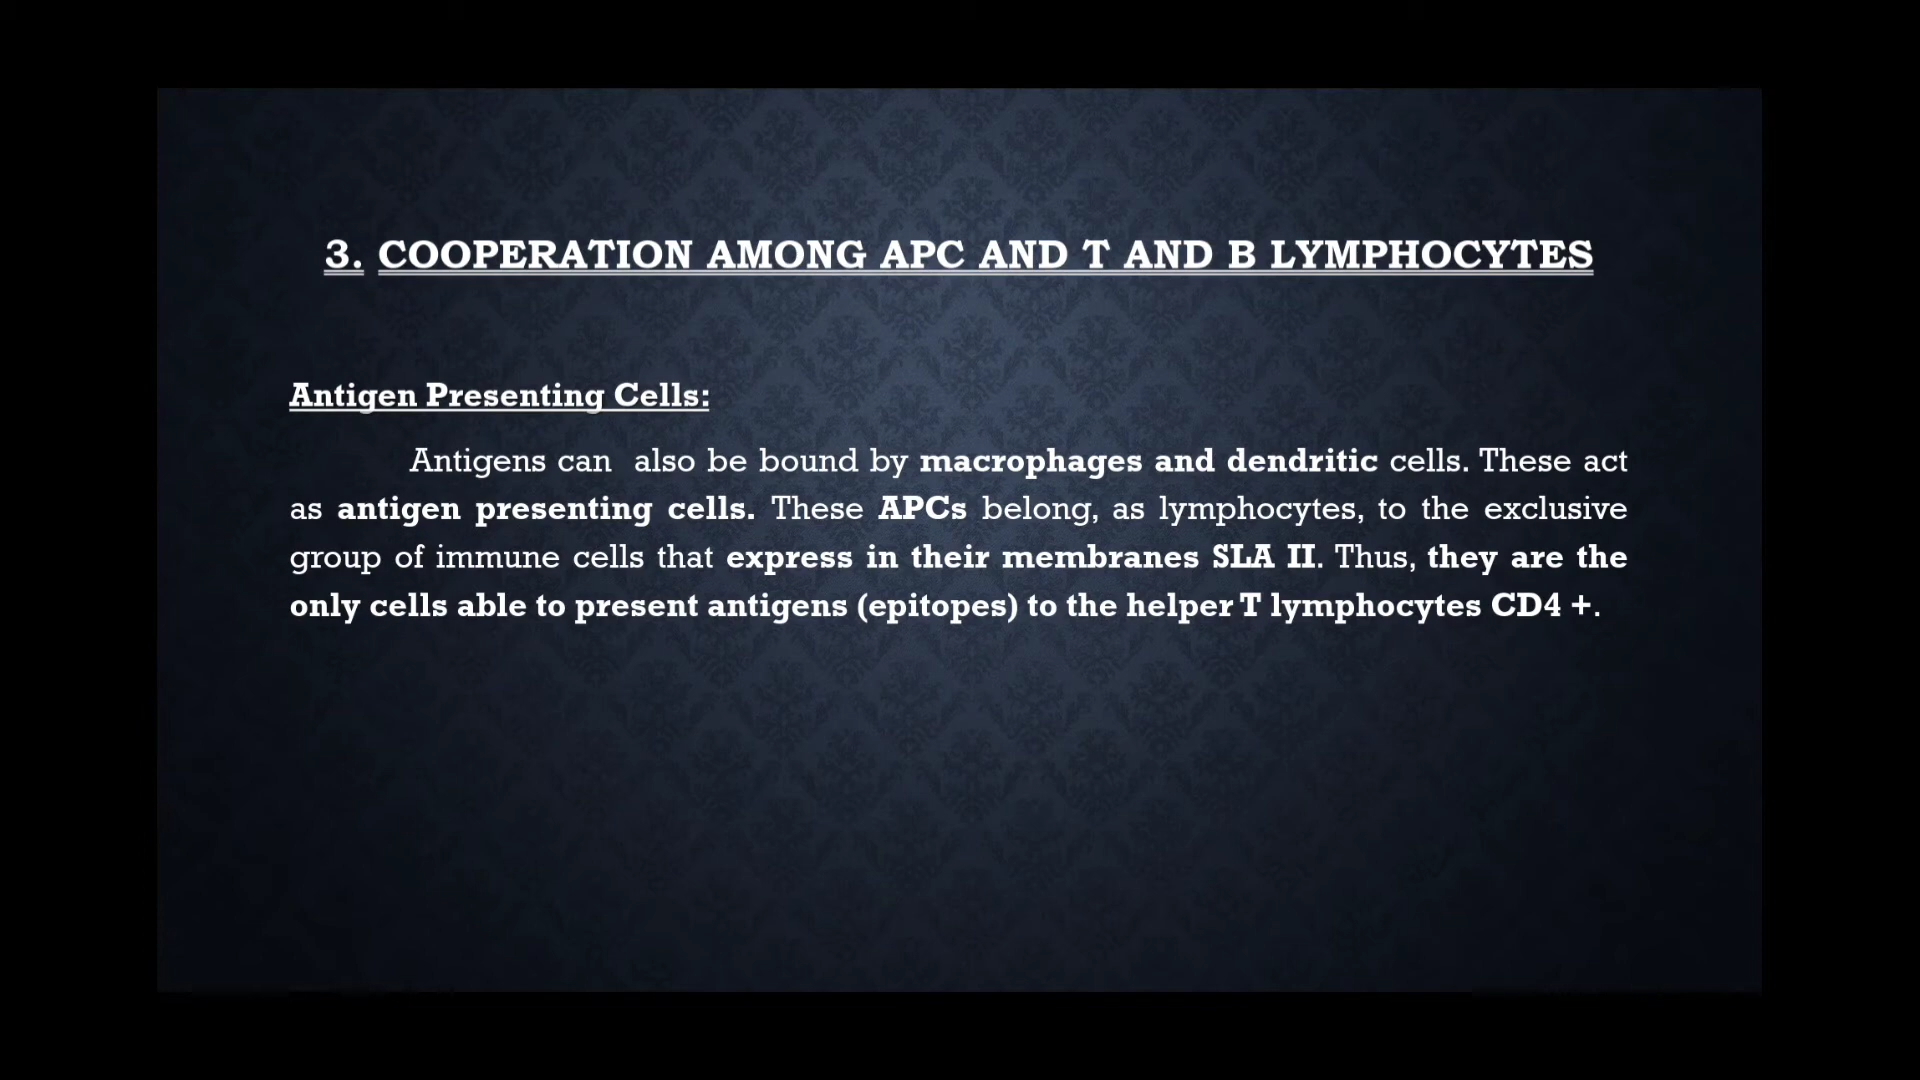 3. COOPERATION AMONG APC AND T AND B LYMPHOCYTES
Antigen Presenting Cells:
Antigens can also be bound by macrophages and dendritic cells. These act
as antigen presenting cells. These APCs belong, as lymphocytes, to the exclusive
group of immune cells that express in their membranes SLA II. Thus, they are the
only cells able to present antigens (epitopes) to the helper T lymphocytes CD4 +.